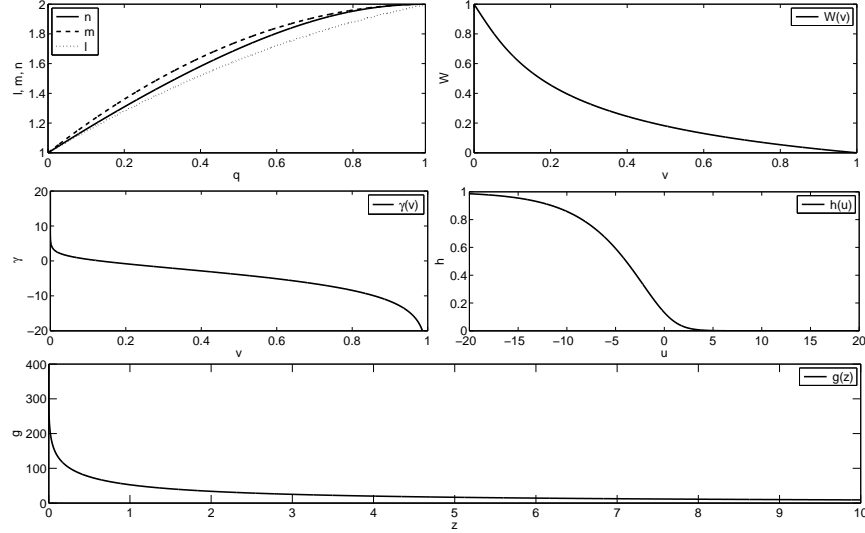 n
m
l
l, m, n
2
1.8
1.6
1.4
1.2
1
0 0.2 0.4 0.6 0.8 1
q
W(v)
W
1
0.8
0.6
0.4
0.2
0
0 0.2 0.4 0.6 0.8 1
v
γ(v)
γ
20
10
0
−10
−20
0 0.2 0.4 0.6 0.8 1
v
h(u)
h
1
0.8
0.6
0.4
0.2
0
−20 −15 −10 −5 0 5 10 15 20
u
g(z)
g
400
300
200
100
0
0 1 2 3 4 5 6 7 8 9 10
z